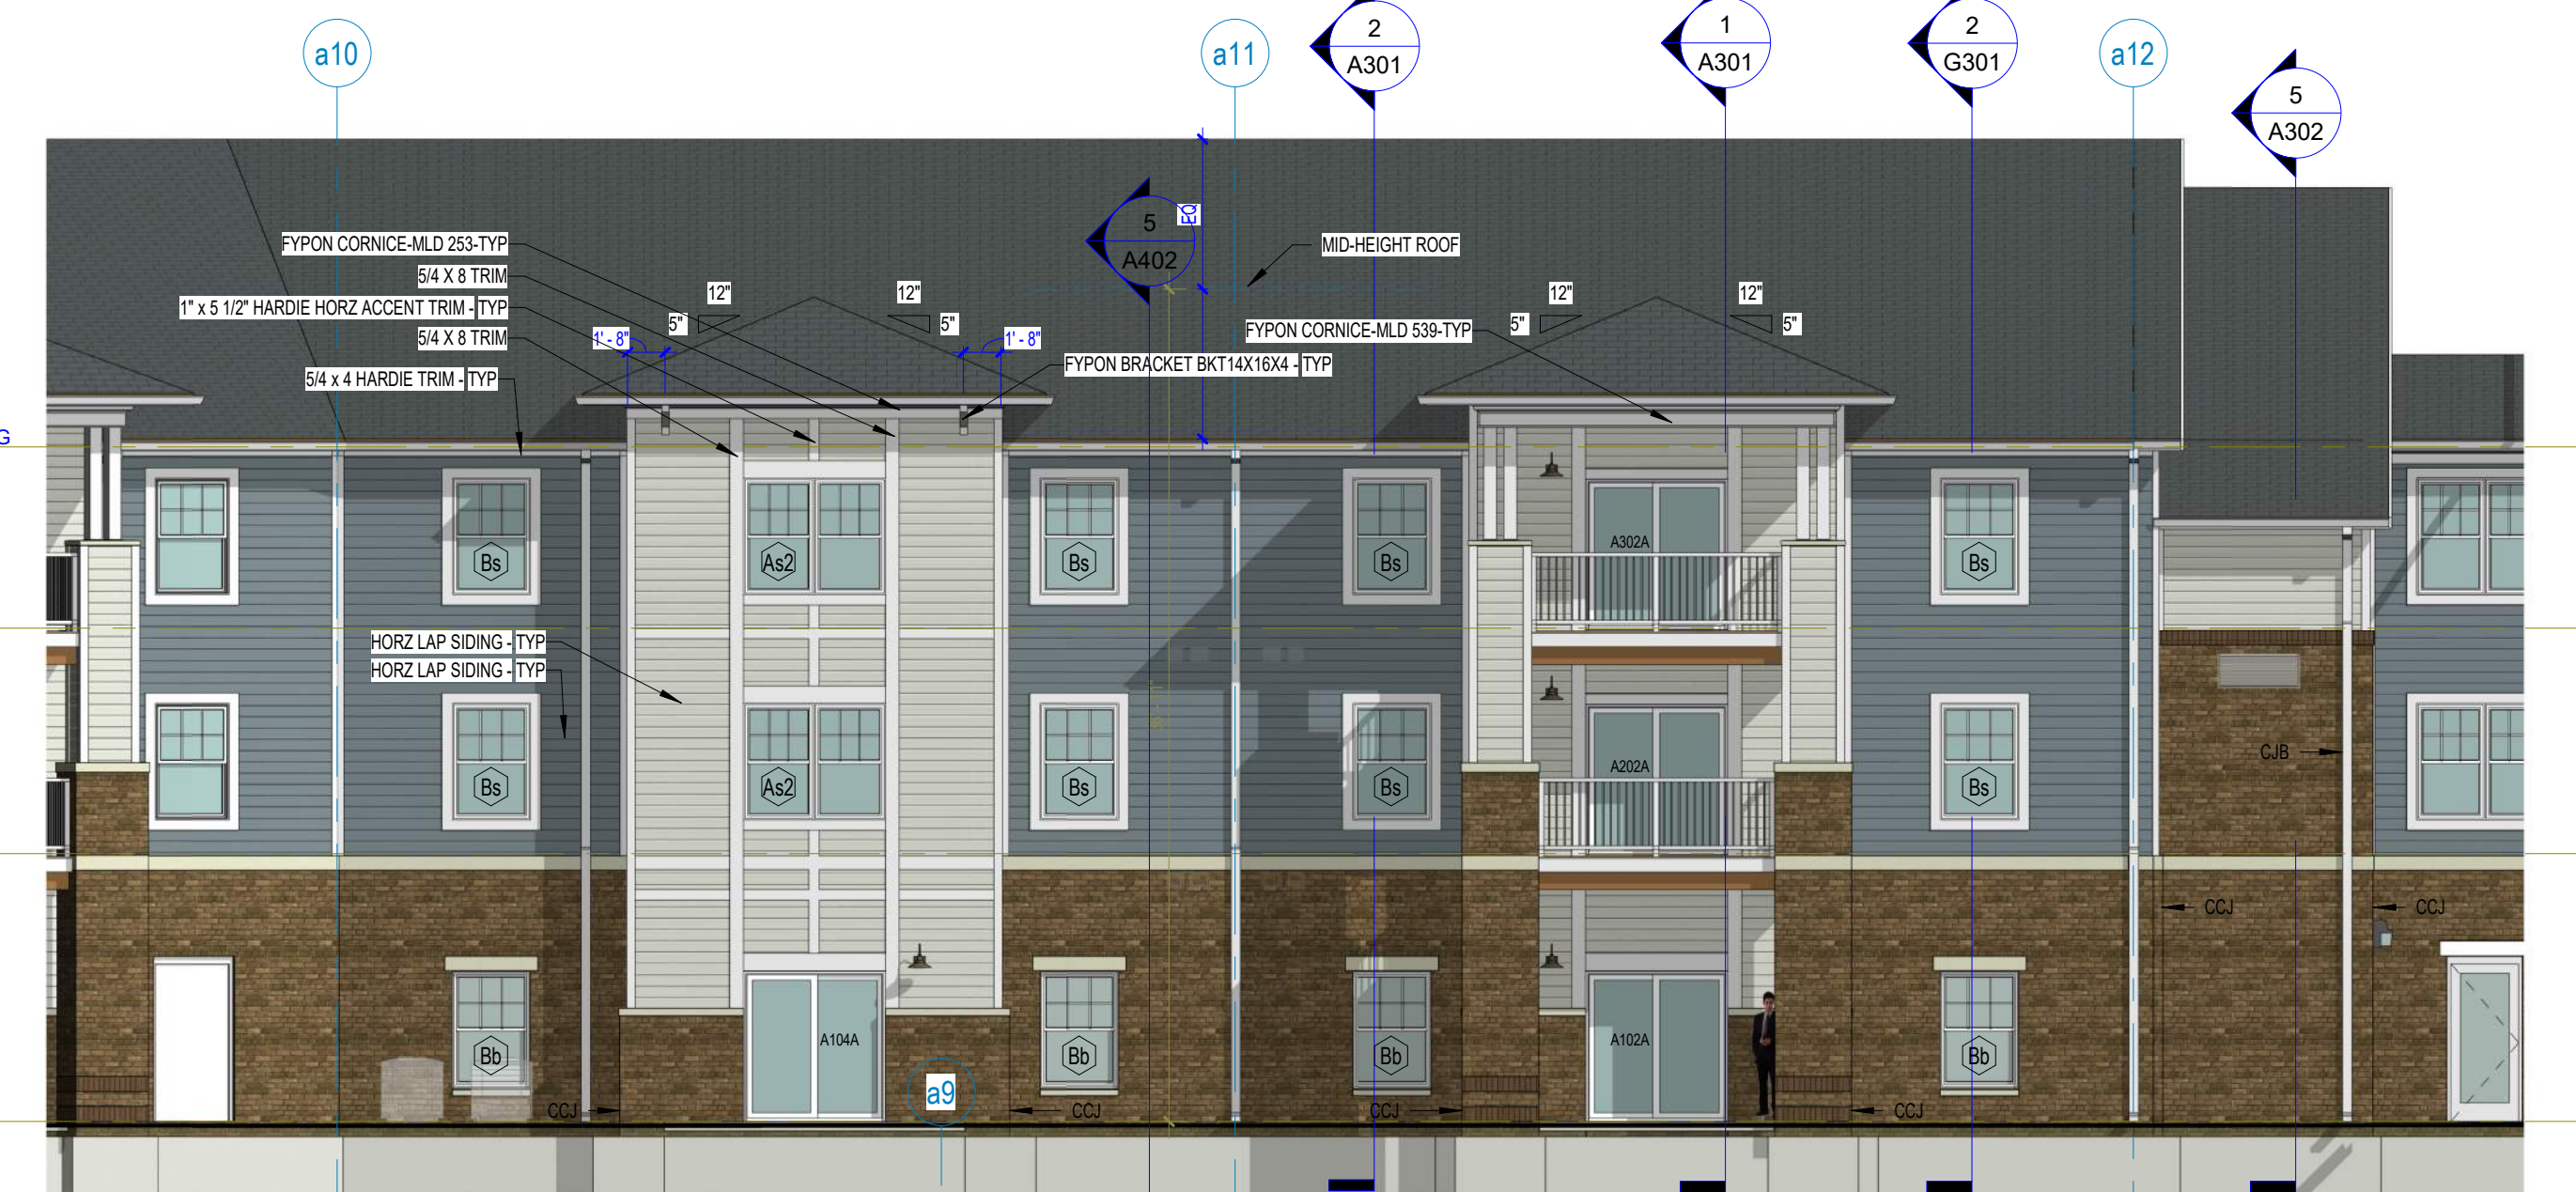 a10
a11
2
A301
1
A301
2
G301
a12
5
A302
5
A402
EQ
FYPON CORNICE-MLD 253-TYP
5/4 X 8 TRIM
1" x 5 1/2" HARDIE HORZ ACCENT TRIM - TYP
5/4 X 8 TRIM
5/4 x 4 HARDIE TRIM - TYP
12"
5"
12"
5"
1' - 8"
1' - 8"
MID-HEIGHT ROOF
FYPON CORNICE-MLD 539-TYP
FYPON BRACKET BKT14X16X4 - TYP
12"
5"
12"
5"
G
Bs
As2
Bs
Bs
A302A
Bs
HORZ LAP SIDING - TYP
HORZ LAP SIDING - TYP
Bs
As2
Bs
Bs
A202A
Bs
CJB
CCJ
CCJ
Bb
A104A
Bb
Bb
A102A
Bb
a9
CCJ
CCJ
CCJ
CCJ